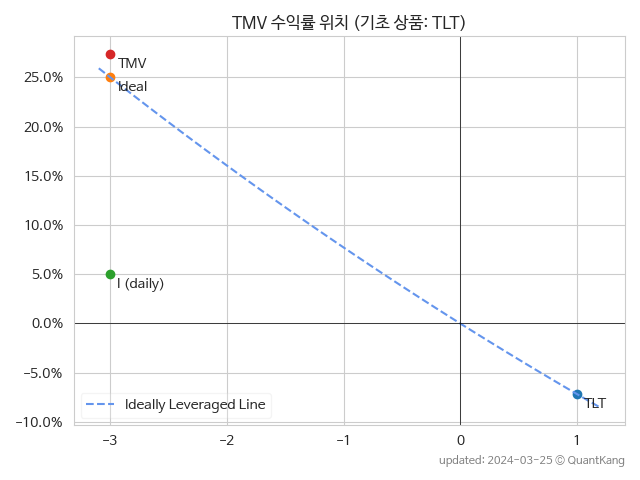 TMV 수익률 위치 (기초 상품: TLT)
TMV
Ideal
I (daily)
TLT
25.0%
20.0%
15.0%
10.0%
5.0%
0.0%
−5.0%
−10.0%
Ideally Leveraged Line
−3 −2 −1 0 1
updated: 2024-03-25 © QuantKang